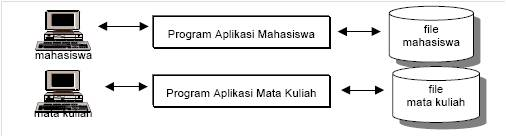 mahasiswa
Program Aplikasi Mahasiswa
file
mahasiswa
mata kuliah
Program Aplikasi Mata Kuliah
file
mata kuliah